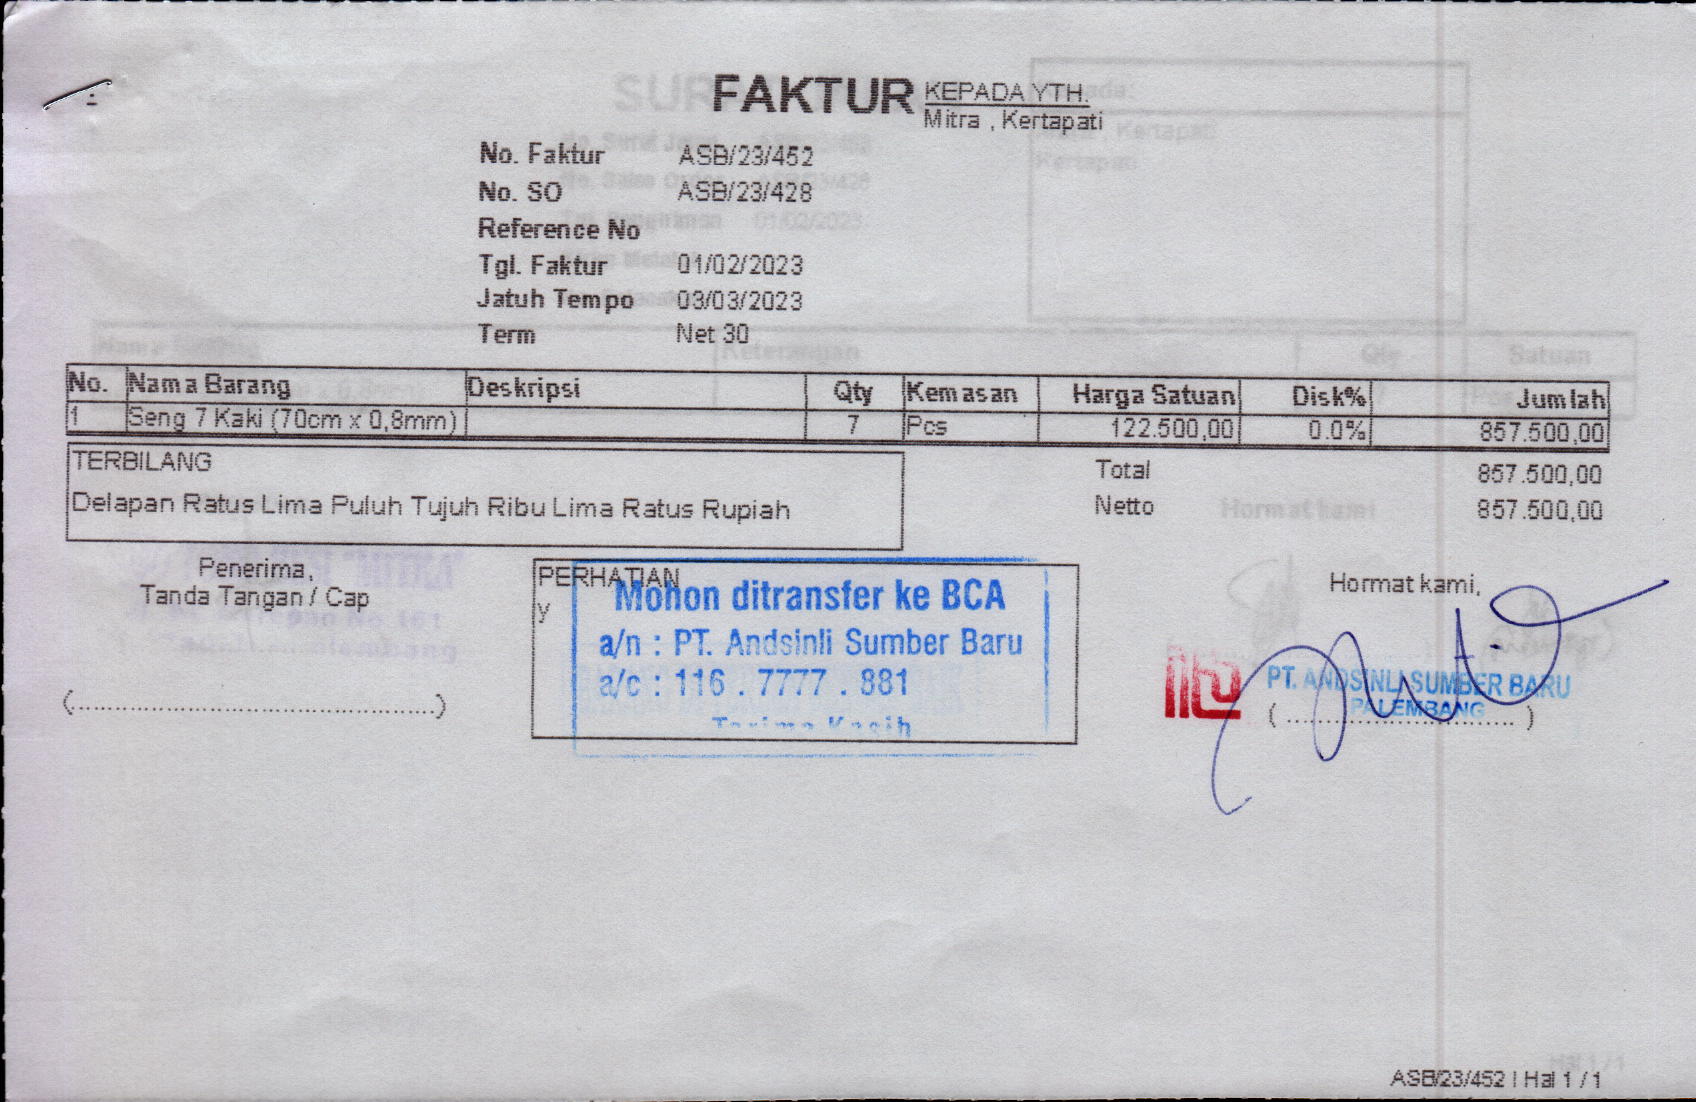 FAKTUR
KEPADA YTH.
Mitra , Kertapati
No. Faktur ASB/23/452
No. SO ASB/23/428
Reference No
Tgl. Faktur 01/02/2023
Jatuh Tempo 03/03/2023
Term Net 30
No. Nama Barang Deskripsi Qty Kemasan Harga Satuan Disk% Jumlah
1 Seng 7 Kaki (70cm x 0,8mm) 7 Pcs 122.500,00 0.0% 857.500,00
TERBILANG
Delapan Ratus Lima Puluh Tujuh Ribu Lima Ratus Rupiah
Total 857.500,00
Netto 857.500,00
Penerima,
Tanda Tangan / Cap
(..............................................)
PERHATIAN
y
Mohon ditransfer ke BCA
a/n : PT. Andsinli Sumber Baru
a/c : 116 . 7777 . 881
Terima Kasih
Hormat kami,
PT. ANDSINLI SUMBER BARU
PALEMBANG
(................................)
ASB/23/452 | Hal 1 / 1